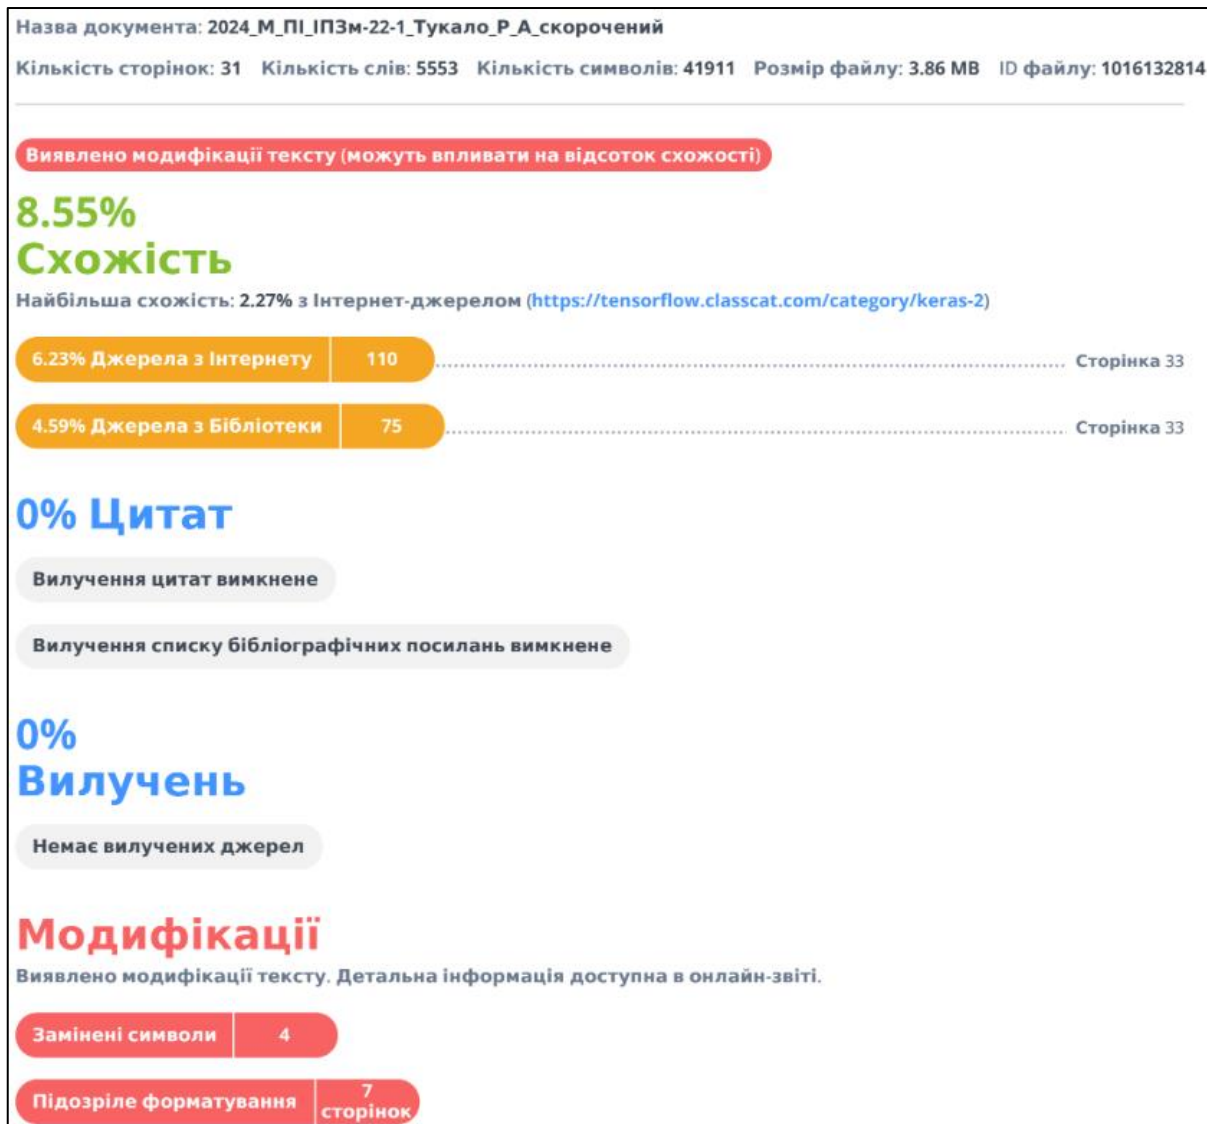 Назва документа: 2024_М_ПІ_ІПЗм-22-1_Тукало_Р_А_скорочений
Кількість сторінок: 31 Кількість слів: 5553 Кількість символів: 41911 Розмір файлу: 3.86 MB ID файлу: 1016132814
Виявлено модифікації тексту (можуть впливати на відсоток схожості)
8.55%
Схожість
Найбільша схожість: 2.27% з Інтернет-джерелом (https://tensorflow.classcat.com/category/keras-2)
6.23% Джерела з Інтернету 110 Сторінка 33
4.59% Джерела з Бібліотеки 75 Сторінка 33
0% Цитат
Вилучення цитат вимкнене
Вилучення списку бібліографічних посилань вимкнене
0%
Вилучень
Немає вилучених джерел
Модифікації
Виявлено модифікації тексту. Детальна інформація доступна в онлайн-звіті.
Замінені символи 4
Підозріле форматування 7 сторінок